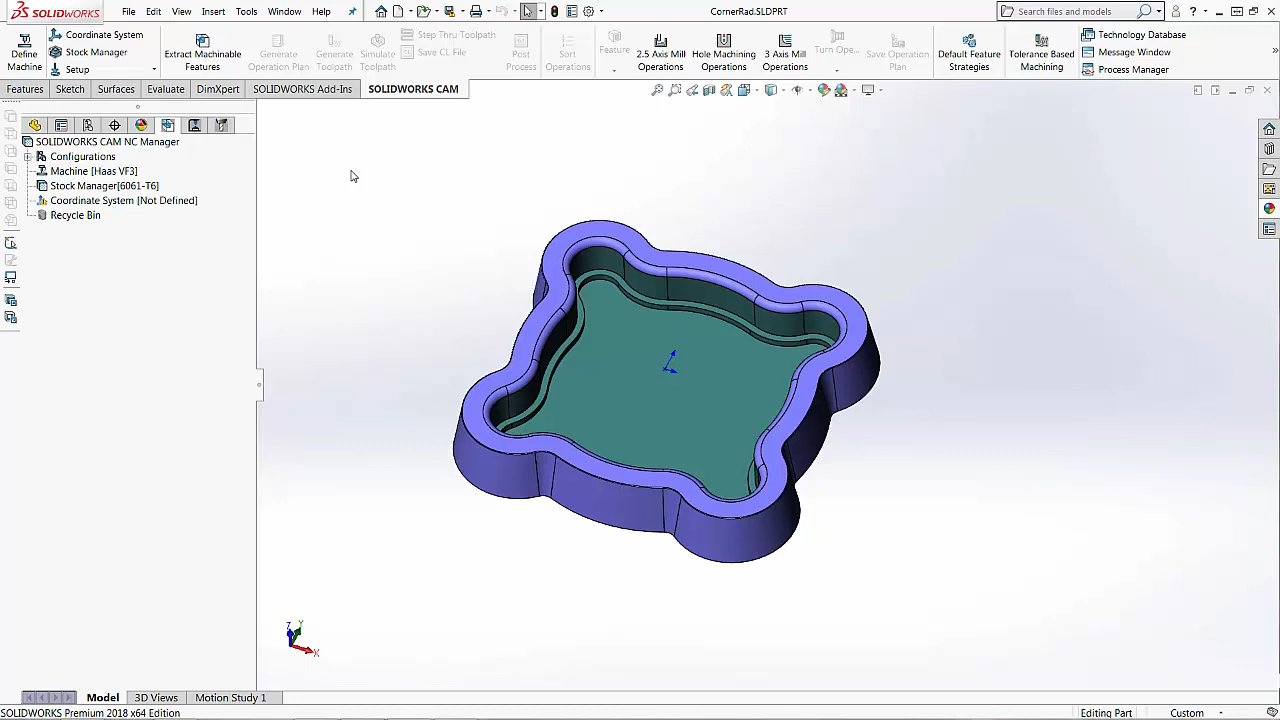 SOLIDWORKS File Edit View Insert Tools Window Help CornerRad.SLDPRT Search files and models
Define Machine
Coordinate System
Stock Manager
Setup
Extract Machinable Features
Generate Operation Plan
Generate Toolpath
Simulate Toolpath
Step Thru Toolpath
Save CL File
Post Process
Sort Operations
Feature
2.5 Axis Mill Operations
Hole Machining Operations
3 Axis Mill Operations
Turn Ope...
Save Operation Plan
Default Feature Strategies
Tolerance Based Machining
Technology Database
Message Window
Process Manager
Features Sketch Surfaces Evaluate DimXpert SOLIDWORKS Add-Ins SOLIDWORKS CAM
SOLIDWORKS CAM NC Manager
Configurations
Machine [Haas VF3]
Stock Manager[6061-T6]
Coordinate System [Not Defined]
Recycle Bin
Z Y X
Model 3D Views Motion Study 1
SOLIDWORKS Premium 2018 x64 Edition Editing Part Custom